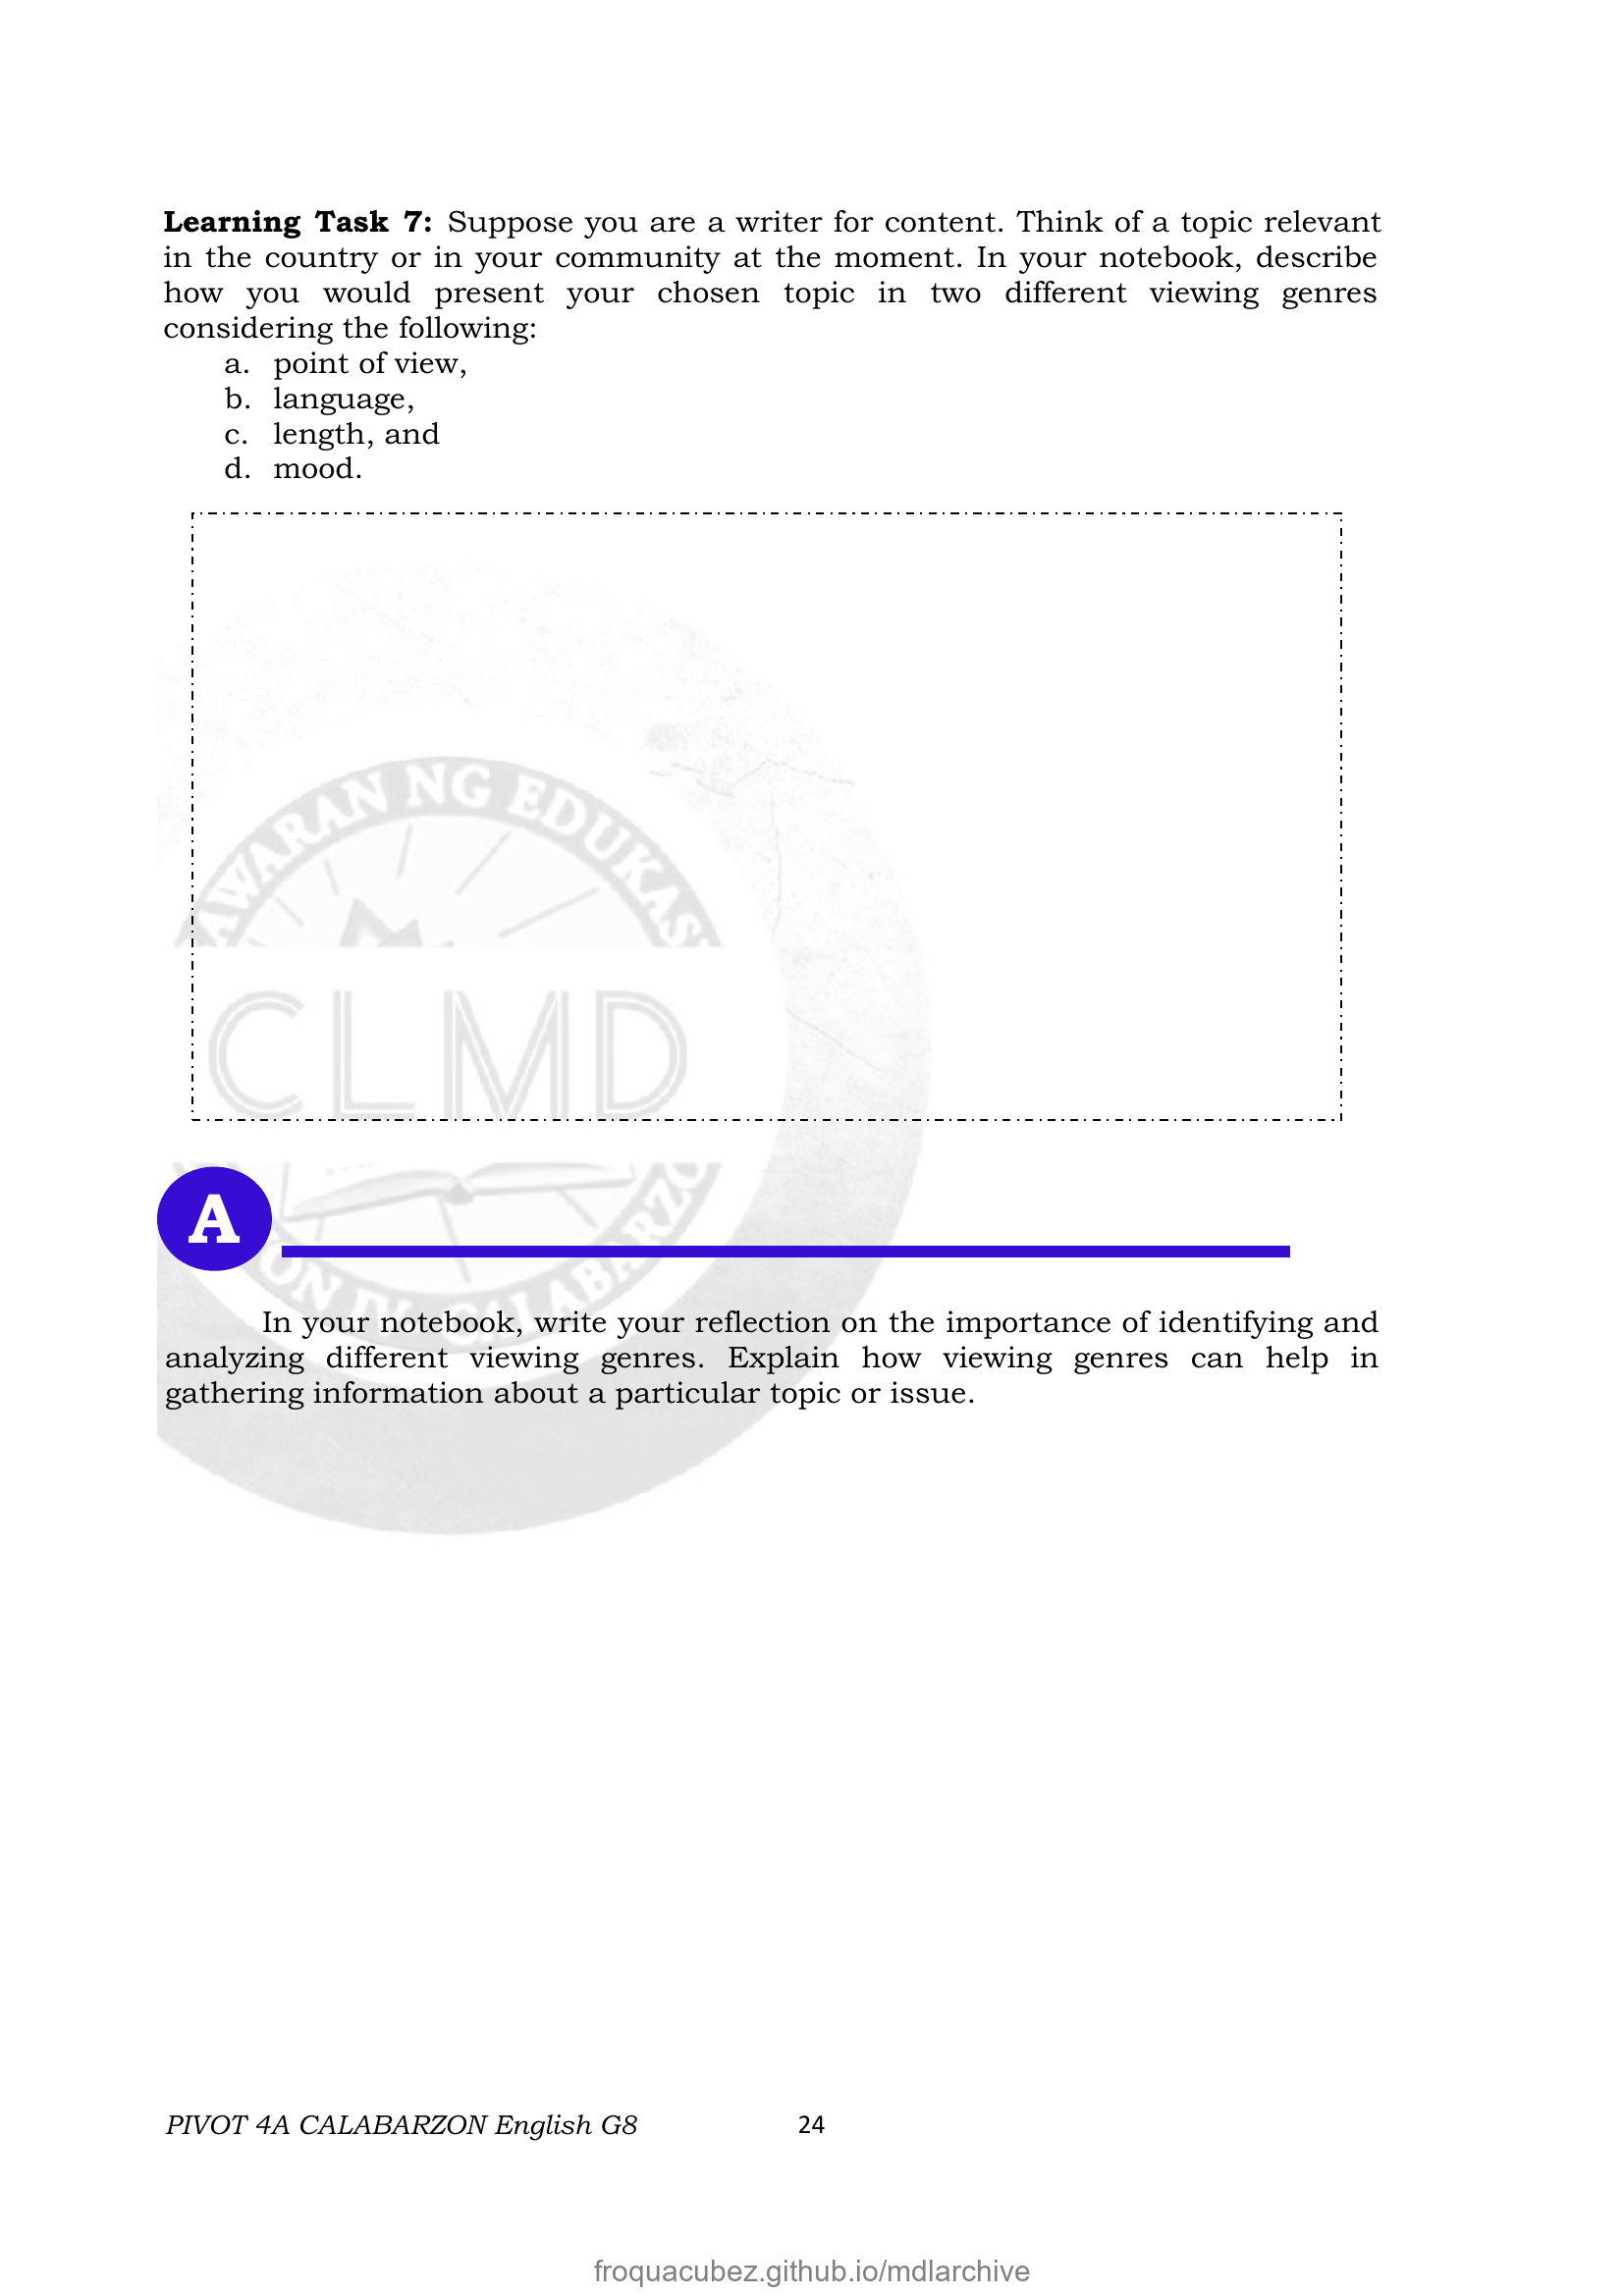 Learning Task 7: Suppose you are a writer for content. Think of a topic relevant
in the country or in your community at the moment. In your notebook, describe
how you would present your chosen topic in two different viewing genres
considering the following:
a. point of view,
b. language,
c. length, and
d. mood.
AWARAN NG EDUKAS
CLMD
A
ON IV- CALABARZO
In your notebook, write your reflection on the importance of identifying and
analyzing different viewing genres. Explain how viewing genres can help in
gathering information about a particular topic or issue.
PIVOT 4A CALABARZON English G8 24
froquacubez.github.io/mdlarchive